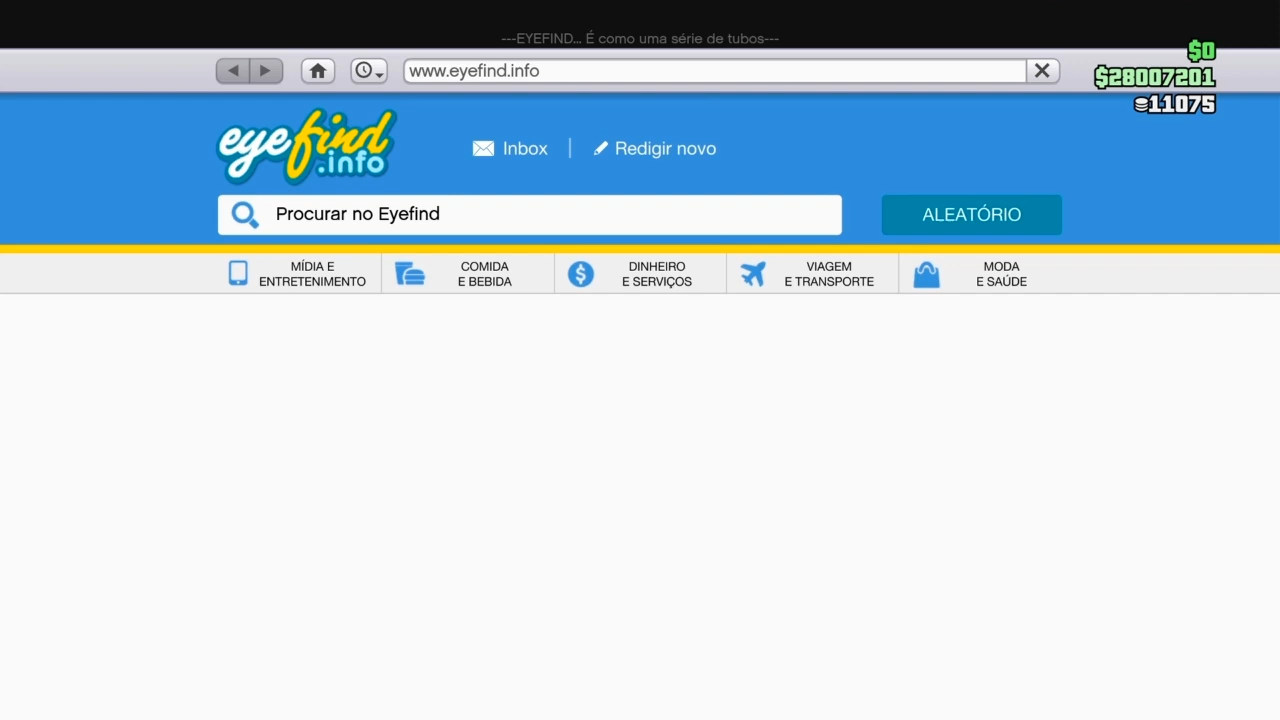 ---EYEFIND... É como uma série de tubos---
www.eyefind.info
$0
$28007201
11075
eyefind
.info
Inbox | Redigir novo
Procurar no Eyefind
ALEATÓRIO
MÍDIA E
ENTRETENIMENTO
COMIDA
E BEBIDA
DINHEIRO
E SERVIÇOS
VIAGEM
E TRANSPORTE
MODA
E SAÚDE